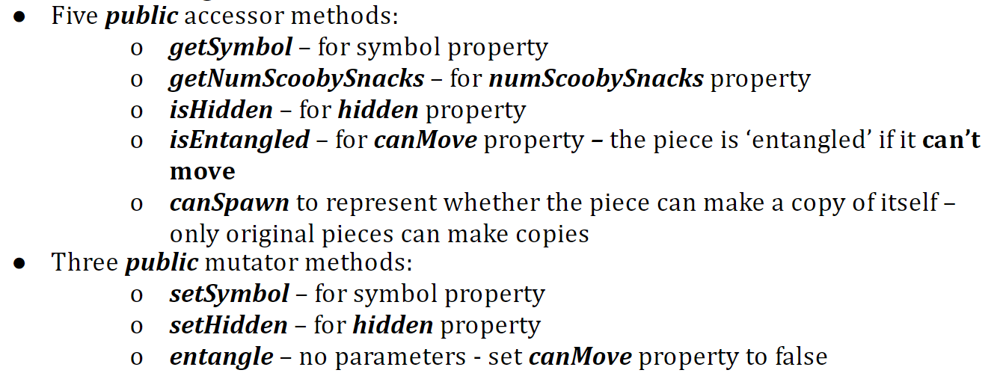 ● Five public accessor methods:
o getSymbol – for symbol property
o getNumScoobySnacks – for numScoobySnacks property
o isHidden – for hidden property
o isEntangled – for canMove property – the piece is ‘entangled’ if it can’t
move
o canSpawn to represent whether the piece can make a copy of itself –
only original pieces can make copies
● Three public mutator methods:
o setSymbol – for symbol property
o setHidden – for hidden property
o entangle – no parameters - set canMove property to false